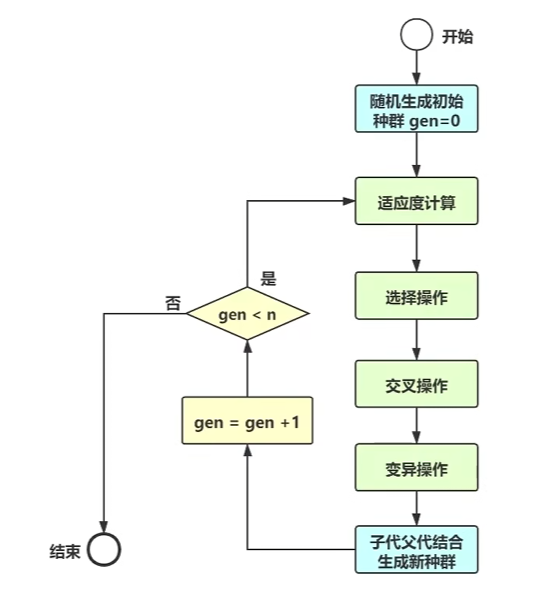 开始
随机生成初始
种群 gen=0
适应度计算
选择操作
交叉操作
变异操作
子代父代结合
生成新种群
gen = gen +1
gen < n
是
否
结束